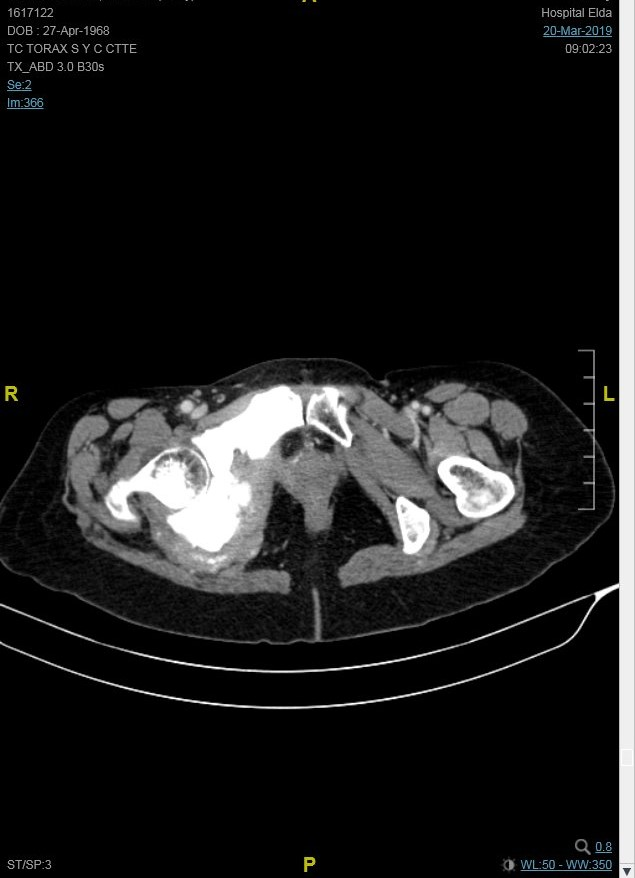 1617122
DOB : 27-Apr-1968
TC TORAX S Y C CTTE
TX_ABD 3.0 B30s
Se:2
Im:366
Hospital Elda
20-Mar-2019
09:02:23
R
L
P
ST/SP:3
0.8
WL:50 - WW:350